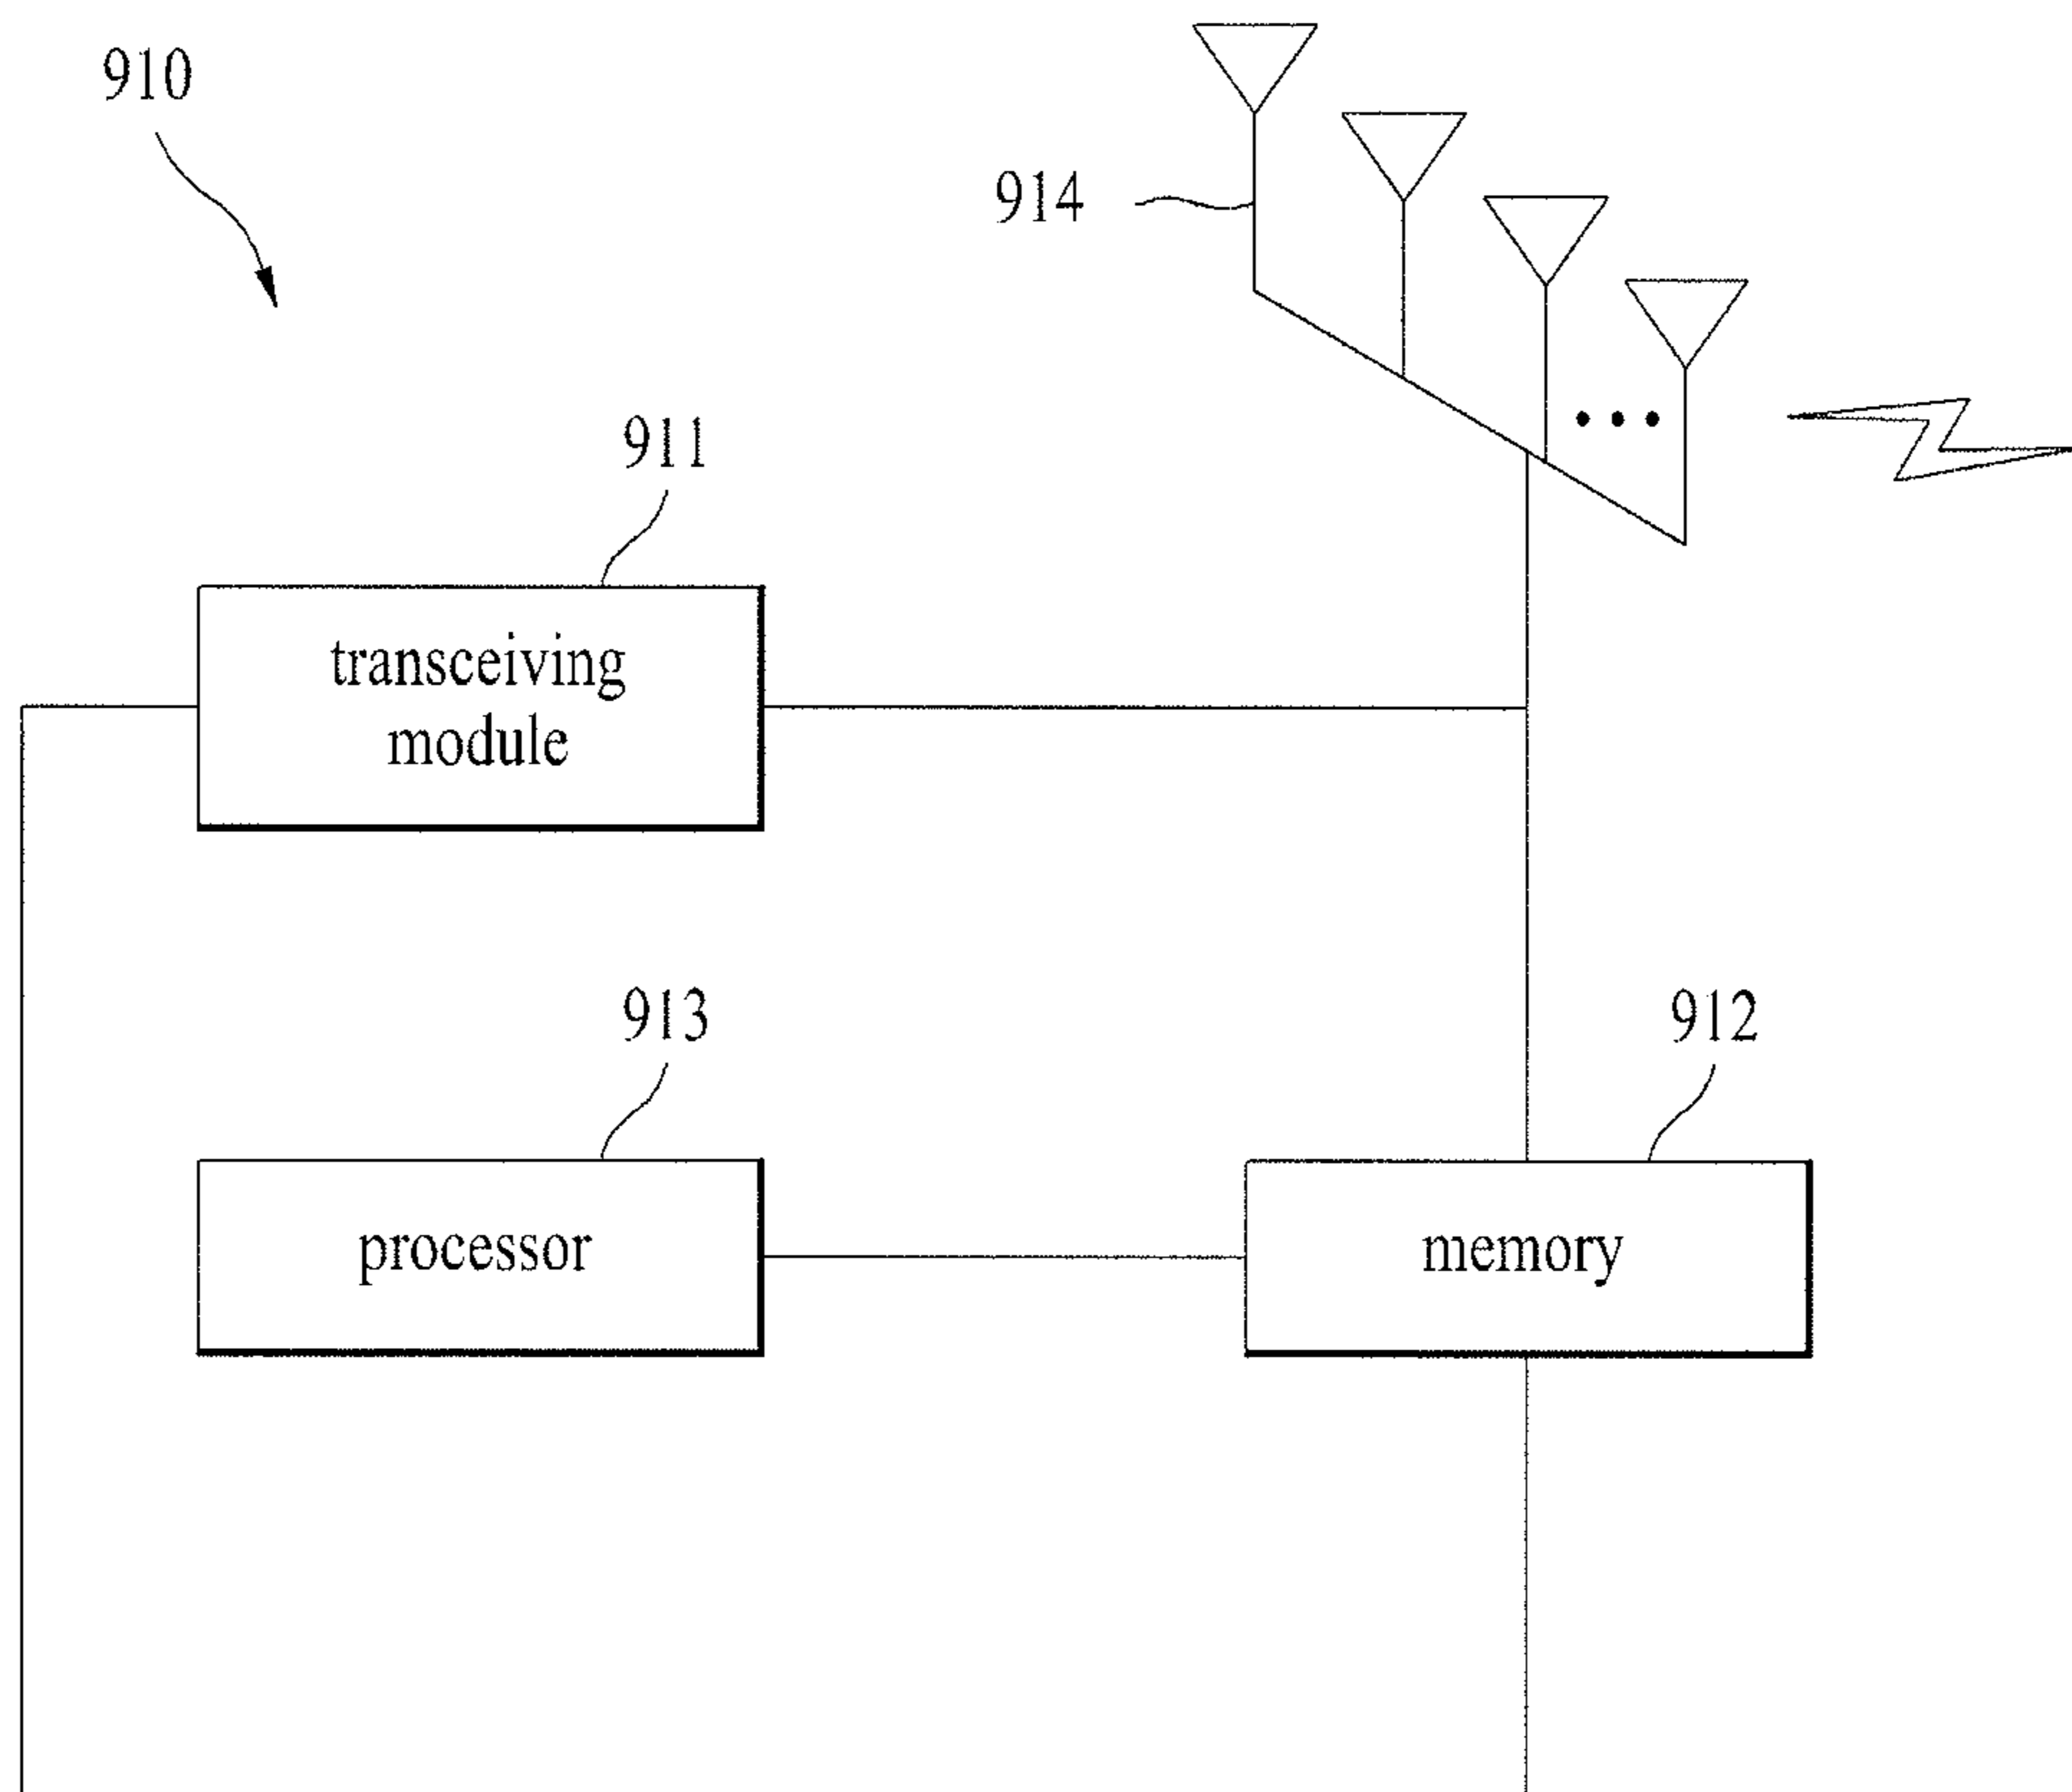 910
914
911
transceiving
module
913
912
processor
memory